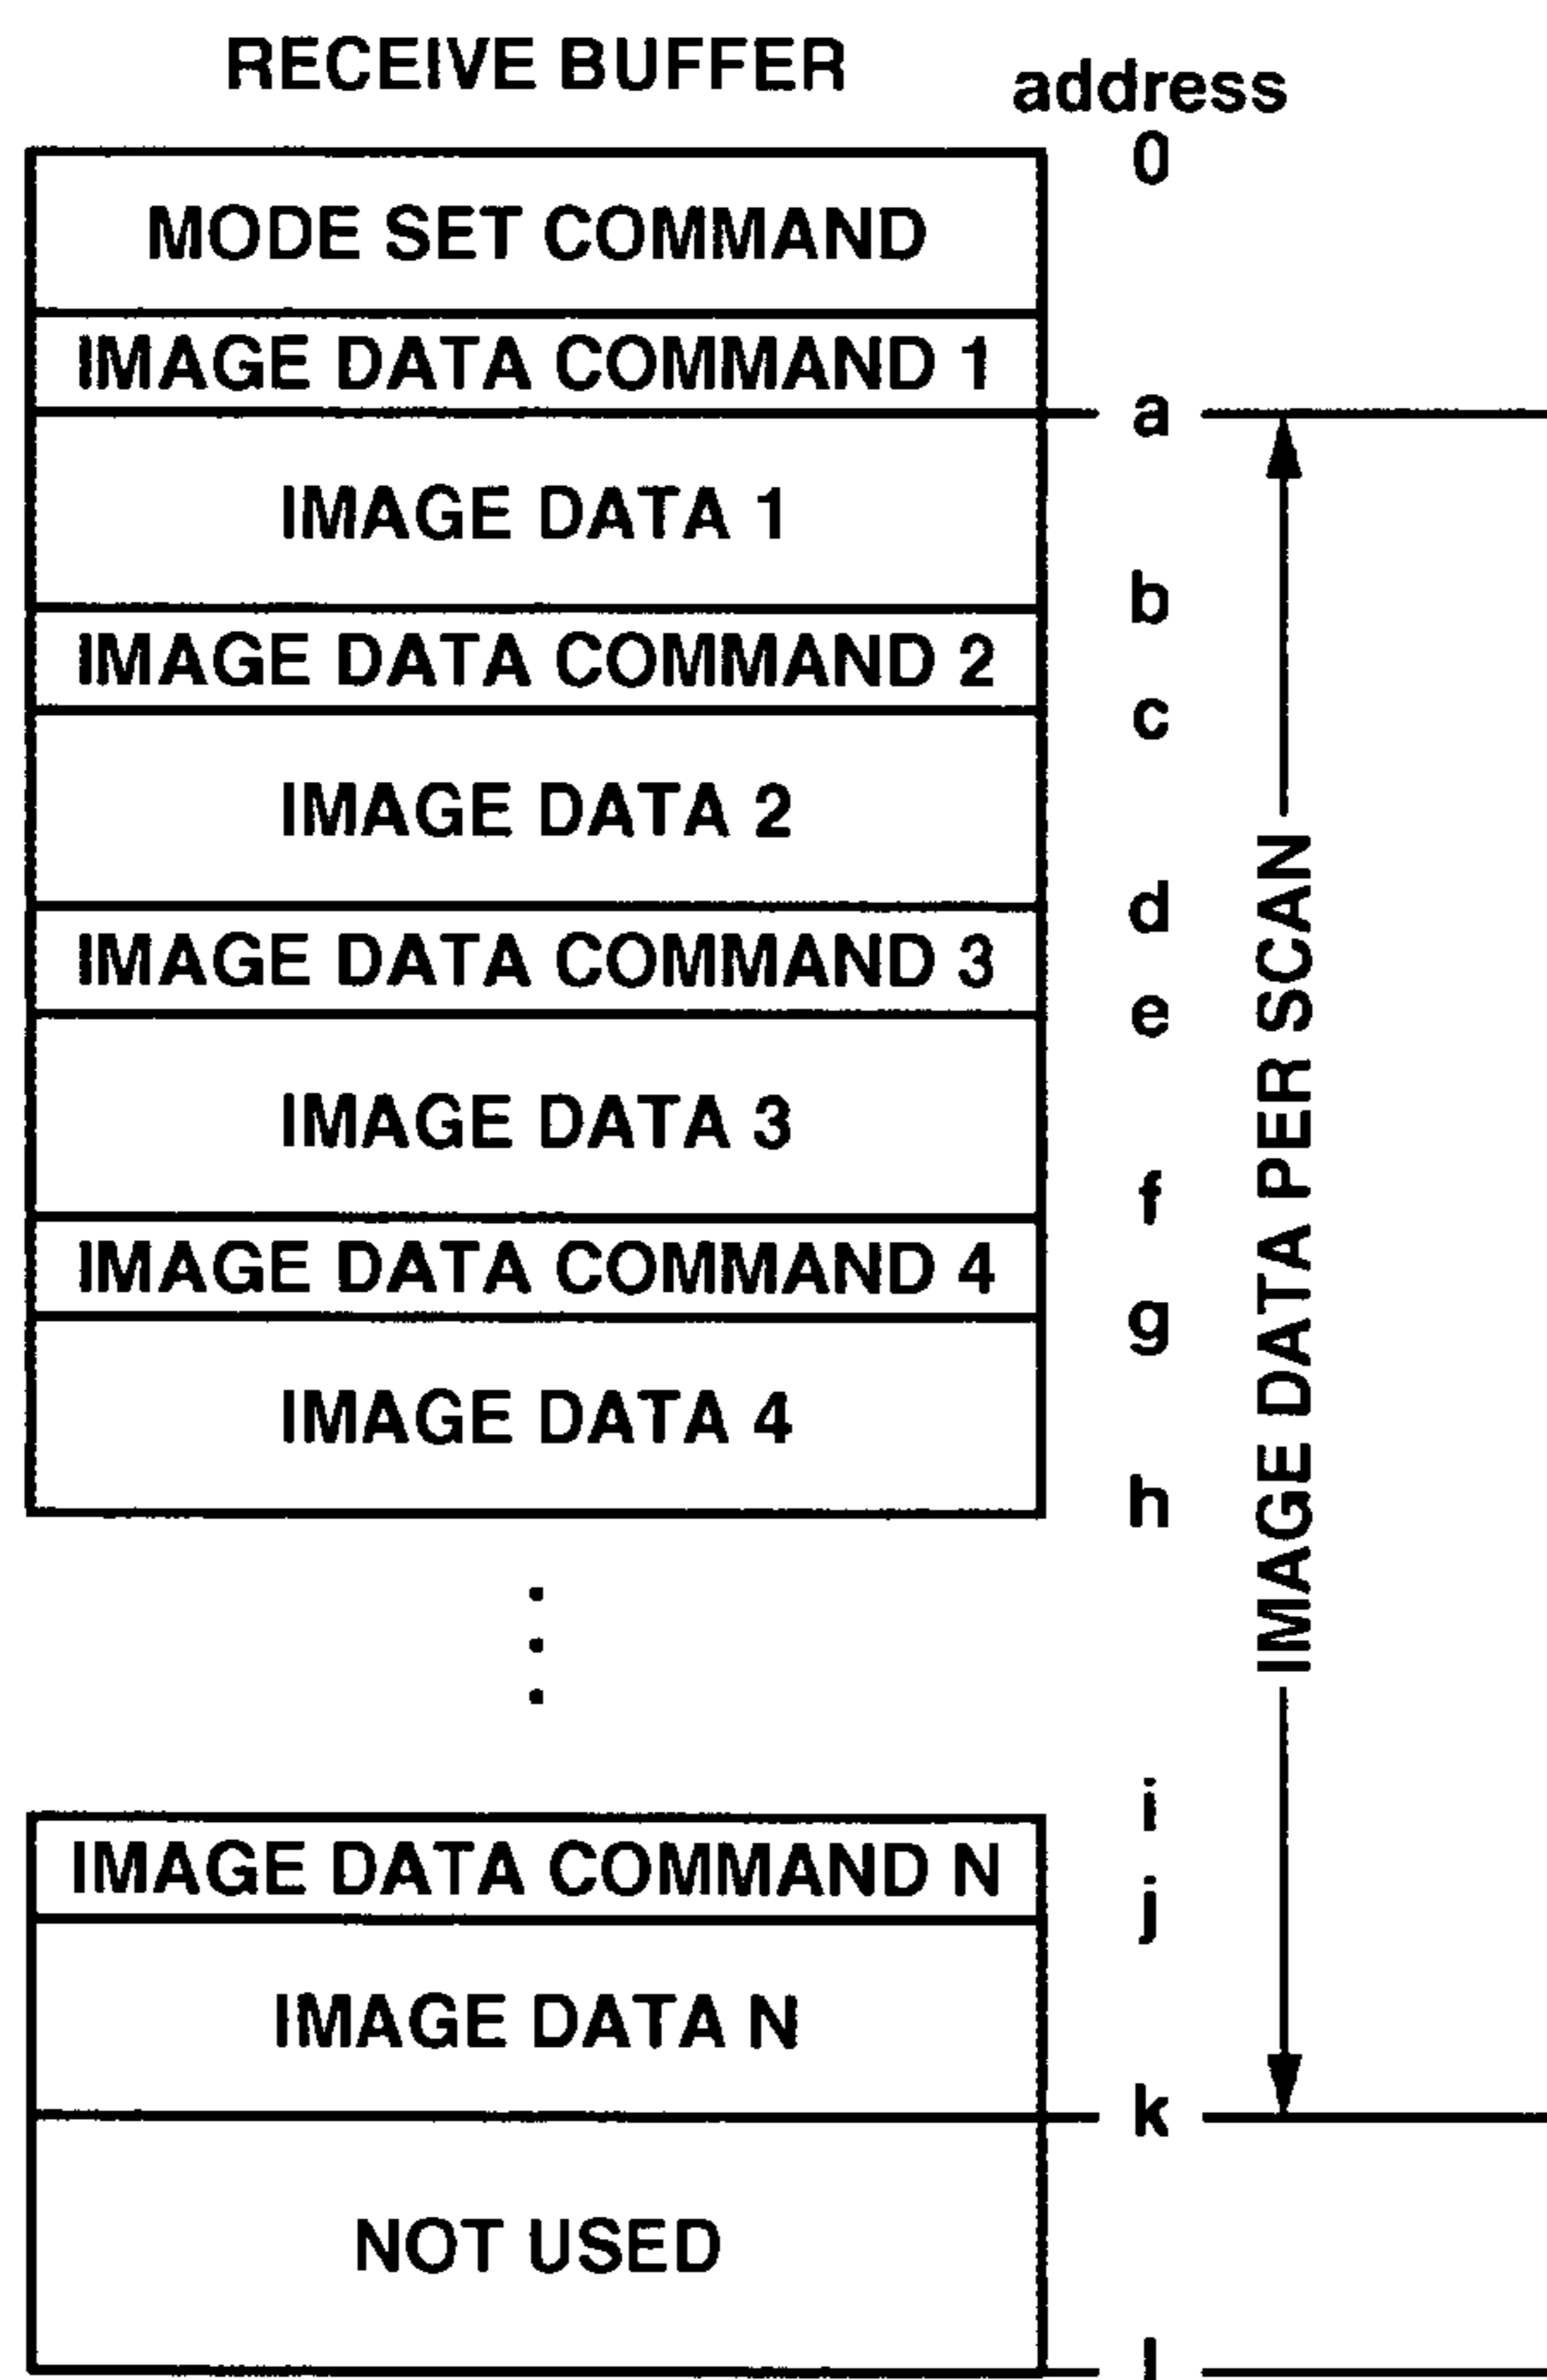 RECEIVE BUFFER
address
0
MODE SET COMMAND
IMAGE DATA COMMAND 1
a
IMAGE DATA 1
b
IMAGE DATA COMMAND 2
c
IMAGE DATA 2
d
IMAGE DATA COMMAND 3
e
IMAGE DATA 3
f
IMAGE DATA COMMAND 4
g
IMAGE DATA 4
h
IMAGE DATA PER SCAN
i
IMAGE DATA COMMAND N
j
IMAGE DATA N
k
NOT USED
l